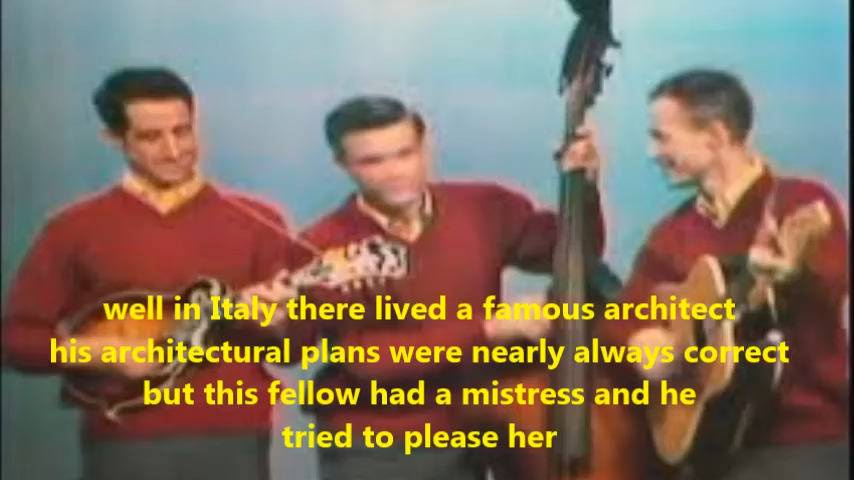 well in Italy there lived a famous architect
his architectural plans were nearly always correct
but this fellow had a mistress and he
tried to please her